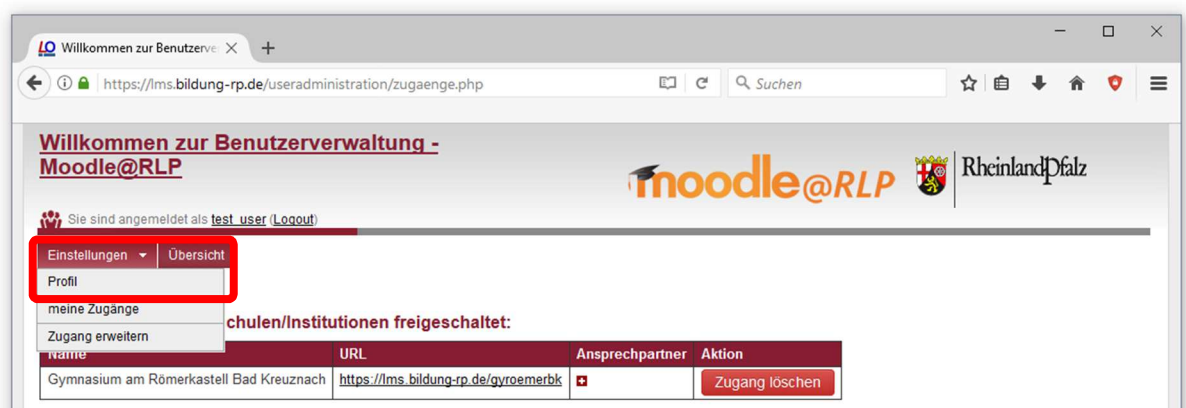 Willkommen zur Benutzerve
https://lms.bildung-rp.de/useradministration/zugaenge.php
Suchen
Willkommen zur Benutzerverwaltung -
Moodle@RLP
moodle@RLP
RheinlandPfalz
Sie sind angemeldet als test_user (Logout)
Einstellungen Übersicht
Profil
meine Zugänge
Zugang erweitern
chulen/Institutionen freigeschaltet:
Name URL Ansprechpartner Aktion
Gymnasium am Römerkastell Bad Kreuznach https://lms.bildung-rp.de/gyroemerbk Zugang löschen